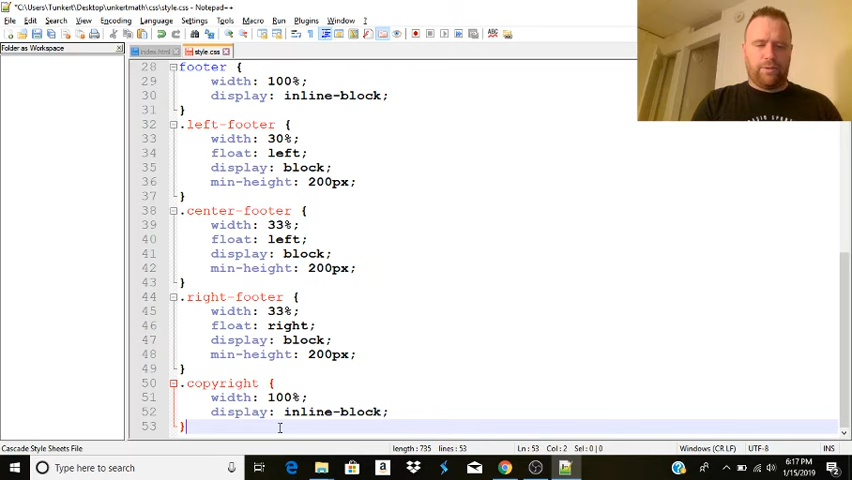 *C:\Users\Tunkert\Desktop\unkertmath\css\style.css - Notepad++
File Edit Search View Encoding Language Settings Tools Macro Run Plugins Window ?
X
Folder as Workspace
index.html style.css
28 footer {
29 width: 100%;
30 display: inline-block;
31 }
32 .left-footer {
33 width: 30%;
34 float: left;
35 display: block;
36 min-height: 200px;
37 }
38 .center-footer {
39 width: 33%;
40 float: left;
41 display: block;
42 min-height: 200px;
43 }
44 .right-footer {
45 width: 33%;
46 float: right;
47 display: block;
48 min-height: 200px;
49 }
50 .copyright {
51 width: 100%;
52 display: inline-block;
53 }
Cascade Style Sheets File length : 735 lines : 53 Ln : 53 Col : 2 Sel : 0 | 0 Windows (CR LF) UTF-8 INS
Type here to search
6:17 PM
1/15/2019